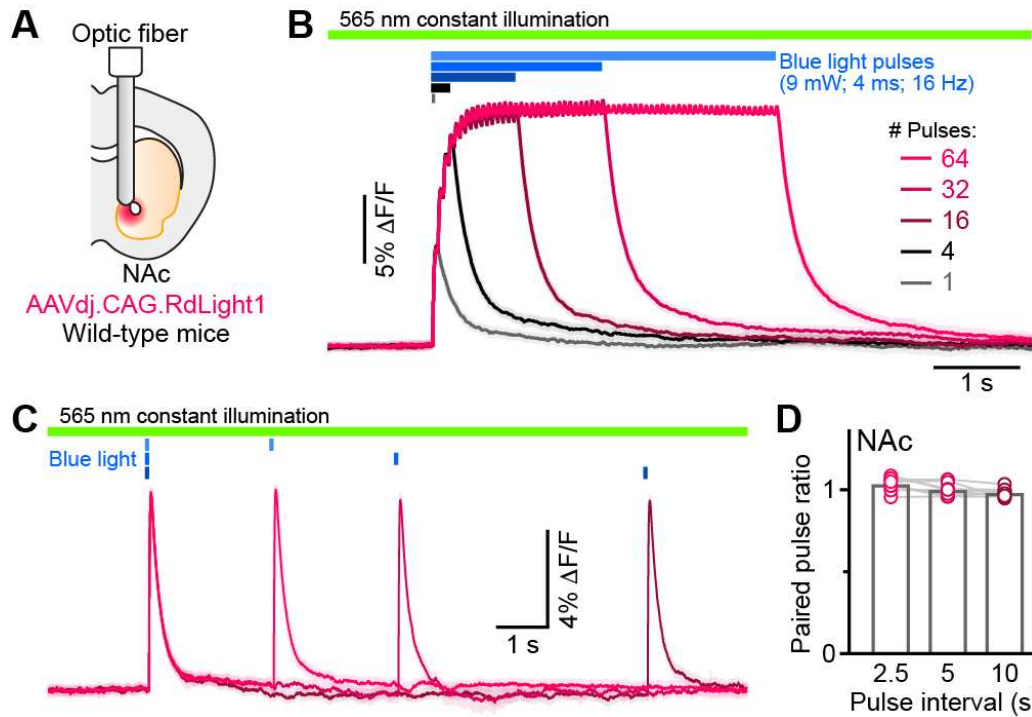 A
Optic fiber
NAc
AAVdj.CAG.RdLight1
Wild-type mice
B
565 nm constant illumination
Blue light pulses
(9 mW; 4 ms; 16 Hz)
# Pulses:
64
32
16
4
1
5% ΔF/F
1 s
C
565 nm constant illumination
Blue light
4% ΔF/F
1 s
D
NAc
Paired pulse ratio
1
0
2.5 5 10
Pulse interval (s